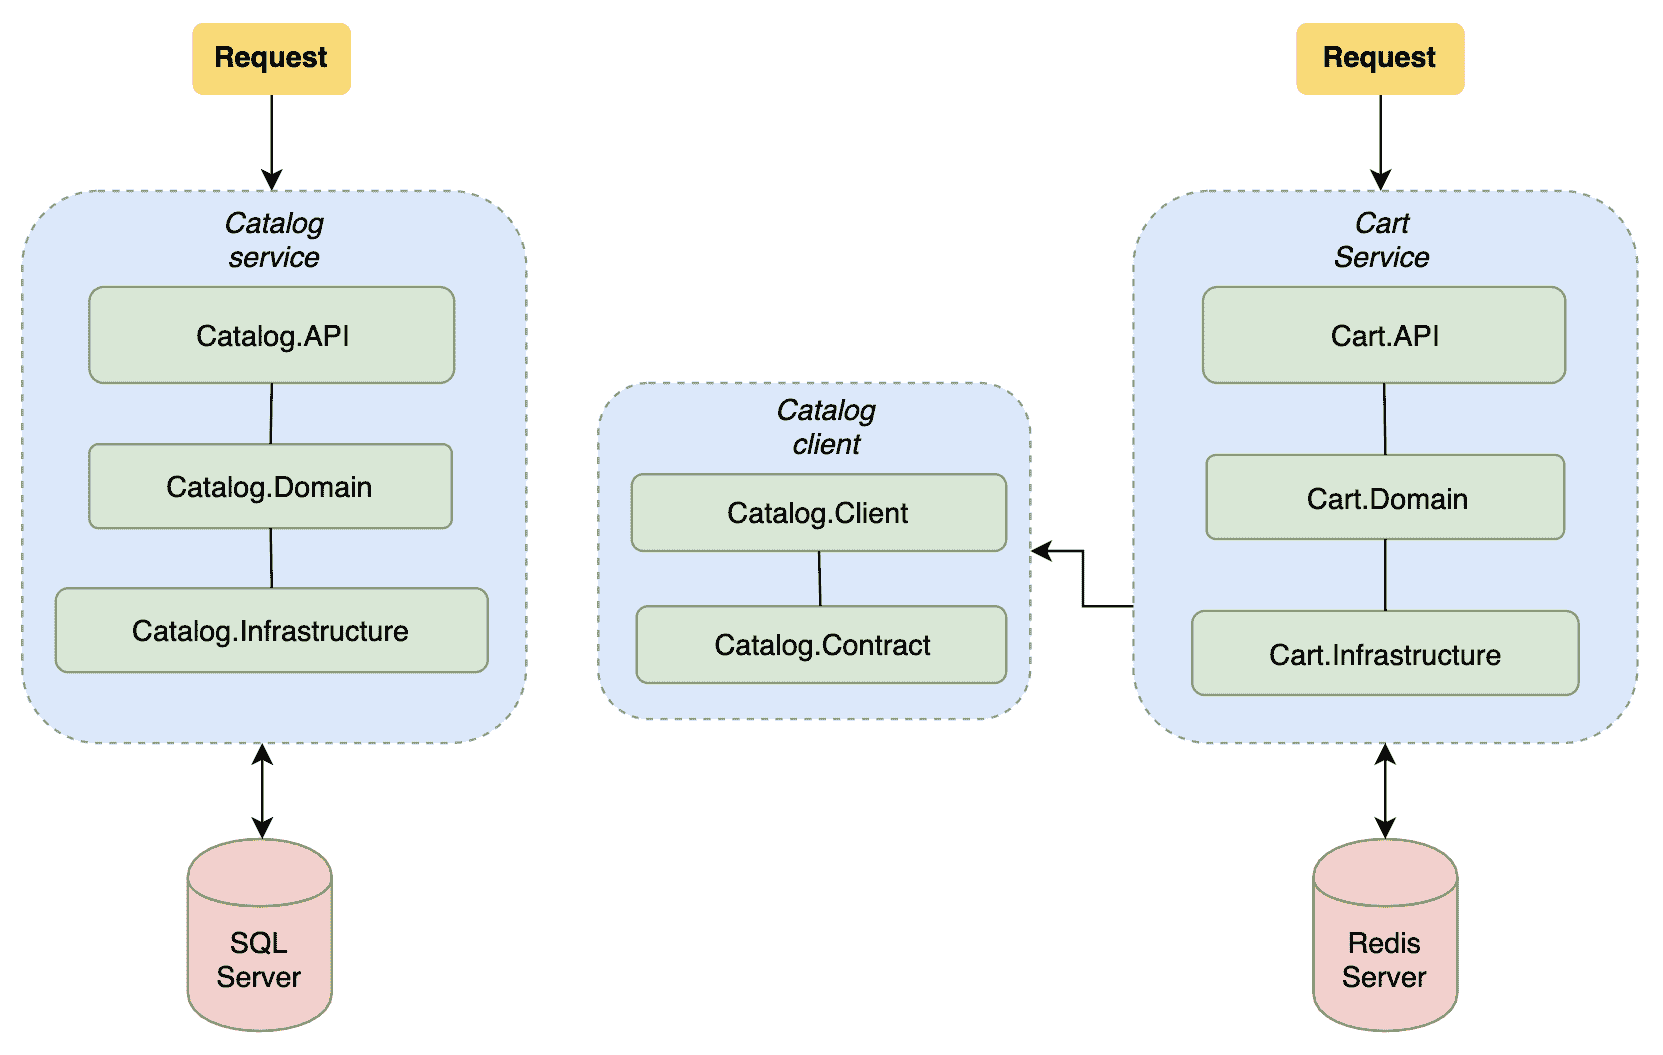 Request
Catalog
service
Catalog.API
Catalog.Domain
Catalog.Infrastructure
SQL
Server
Catalog
client
Catalog.Client
Catalog.Contract
Request
Cart
Service
Cart.API
Cart.Domain
Cart.Infrastructure
Redis
Server